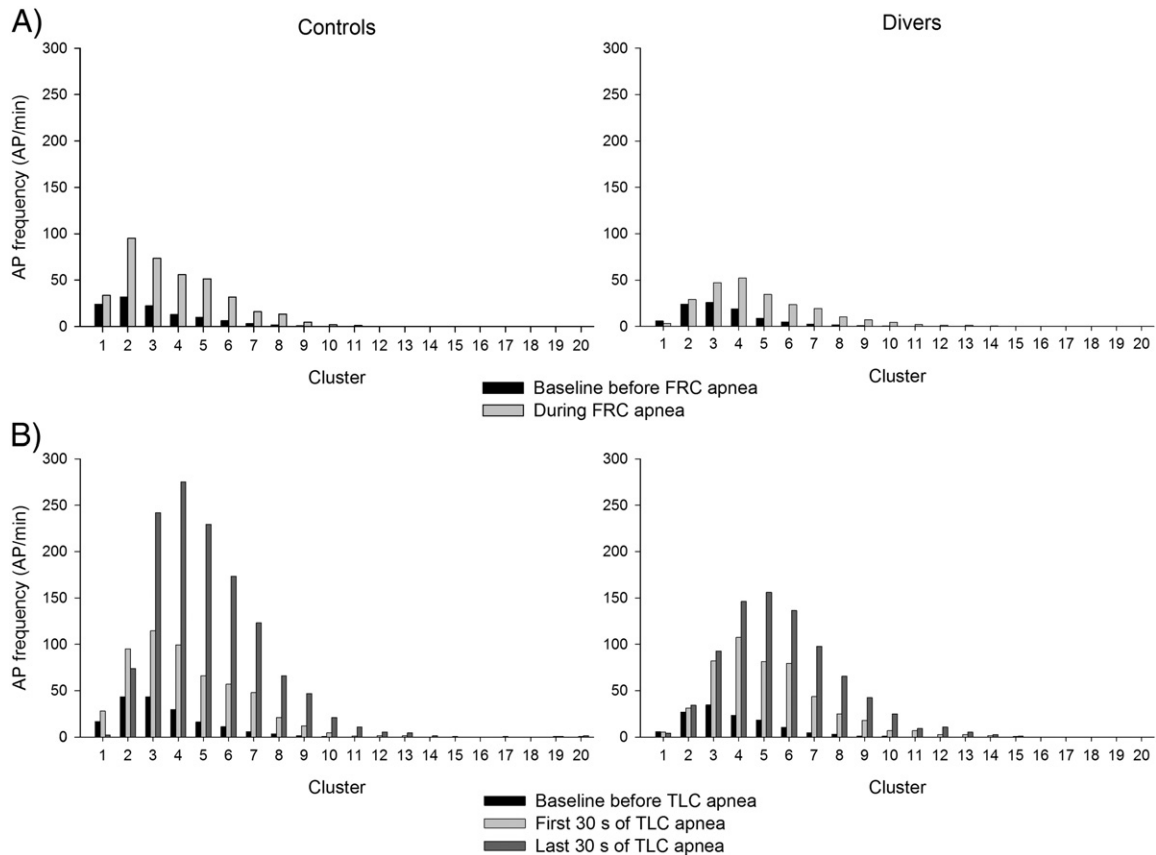 A)
Controls
Divers
AP frequency (AP/min)
300
250
200
150
100
50
0
1 2 3 4 5 6 7 8 9 10 11 12 13 14 15 16 17 18 19 20
Cluster
300
250
200
150
100
50
0
1 2 3 4 5 6 7 8 9 10 11 12 13 14 15 16 17 18 19 20
Cluster
Baseline before FRC apnea
During FRC apnea
B)
AP frequency (AP/min)
300
250
200
150
100
50
0
1 2 3 4 5 6 7 8 9 10 11 12 13 14 15 16 17 18 19 20
Cluster
300
250
200
150
100
50
0
1 2 3 4 5 6 7 8 9 10 11 12 13 14 15 16 17 18 19 20
Cluster
Baseline before TLC apnea
First 30 s of TLC apnea
Last 30 s of TLC apnea